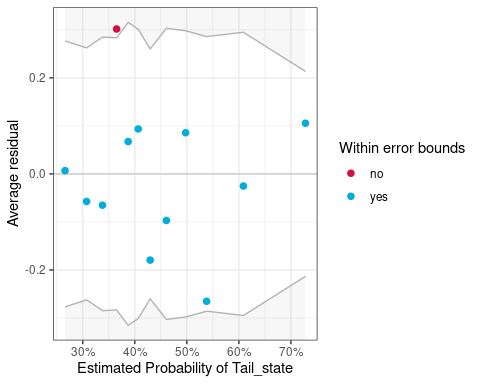 0.2
0.0
-0.2
Average residual
30%
40%
50%
60%
70%
Estimated Probability of Tail_state
Within error bounds
no
yes